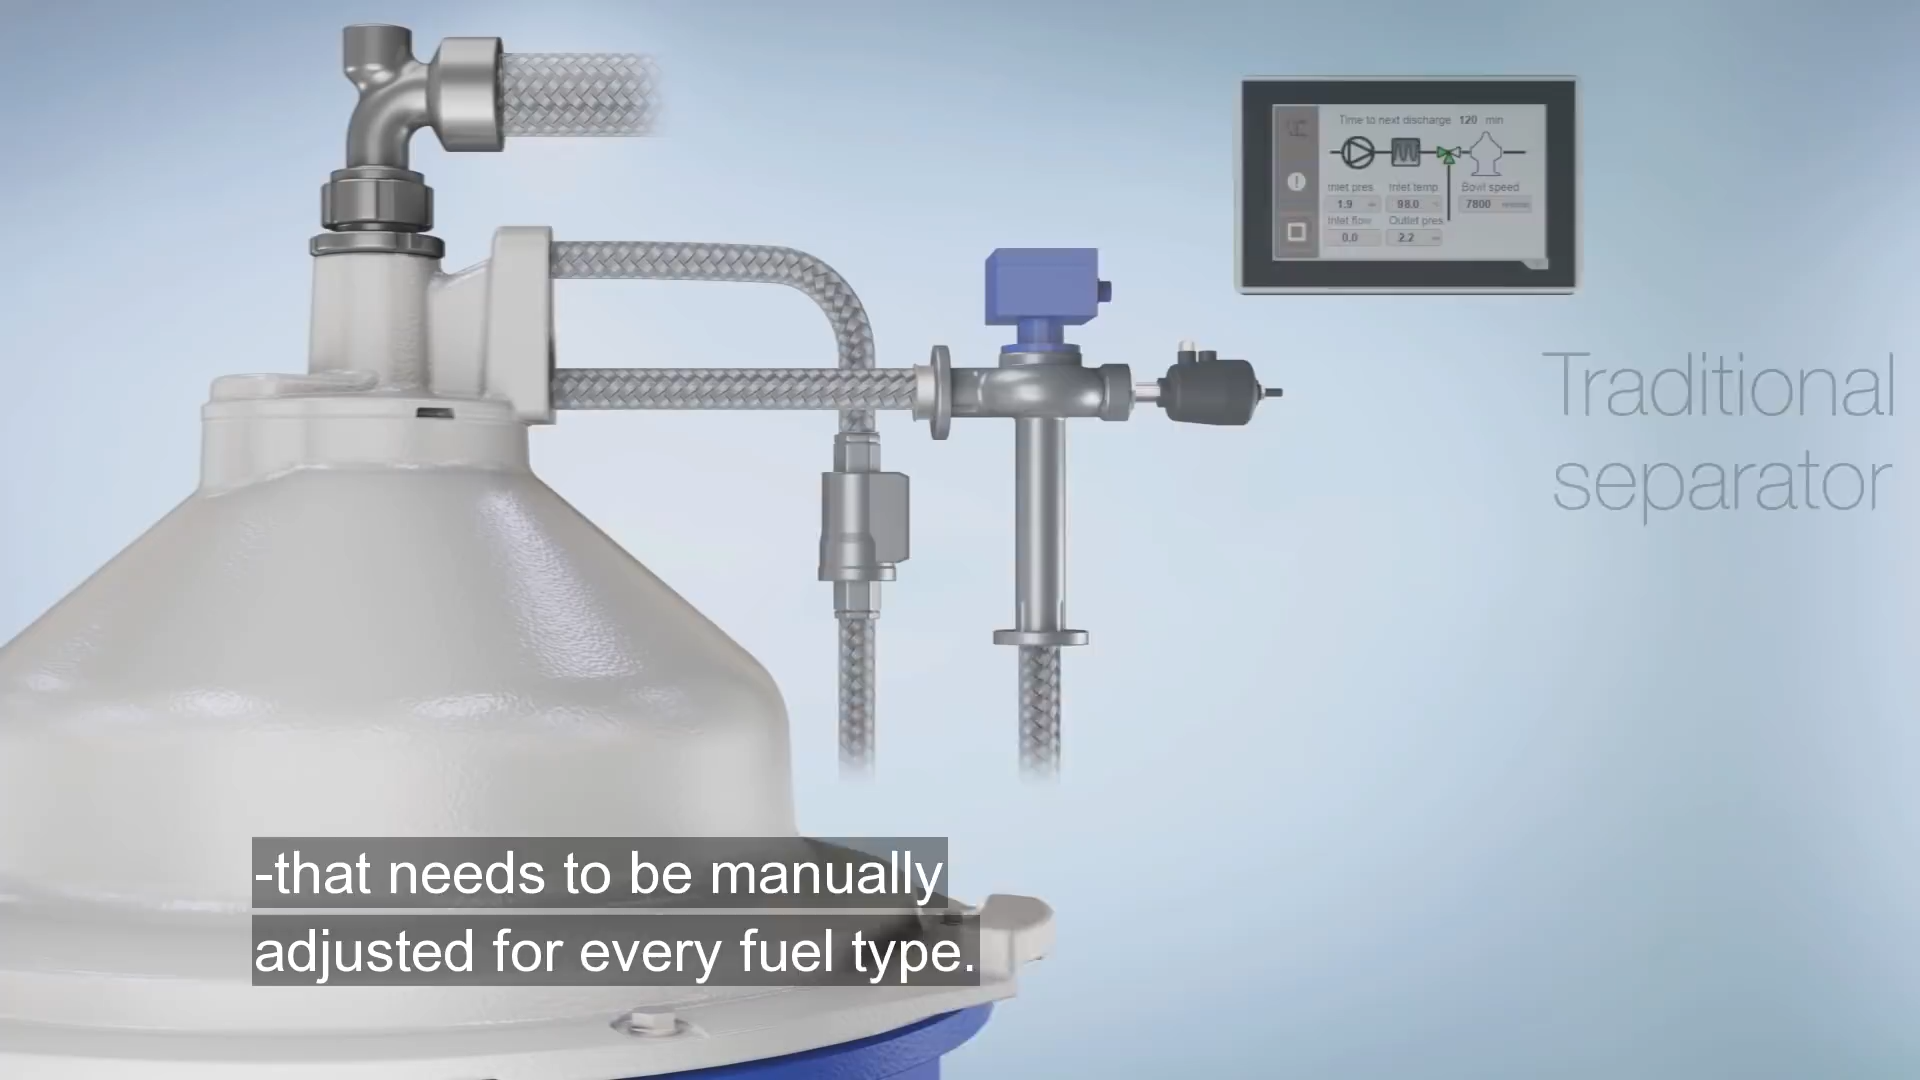 Time to next discharge 120 min
Inlet pres Inlet temp Bowl speed
1.9 98.0 7800
Inlet flow Outlet pres
0.0 2.2
Traditional
separator
-that needs to be manually
adjusted for every fuel type.